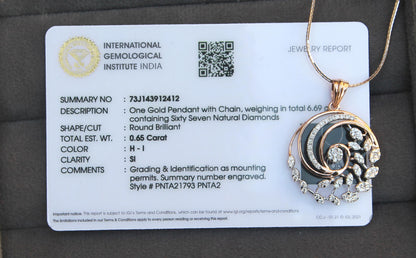 INTERNATIONAL
GEMOLOGICAL
INSTITUTE INDIA
JEWELRY REPORT
SUMMARY NO : 73J143912412
DESCRIPTION : One Gold Pendant with Chain, weighing in total 6.69 g
containing Sixty Seven Natural Diamonds
SHAPE/CUT : Round Brilliant
TOTAL EST. WT. : 0.65 Carat
COLOR : H - I
CLARITY : SI
COMMENTS : Grading & Identification as mounting
permits. Summary number engraved.
Style # PNTA21793 PNTA2
Important notice: